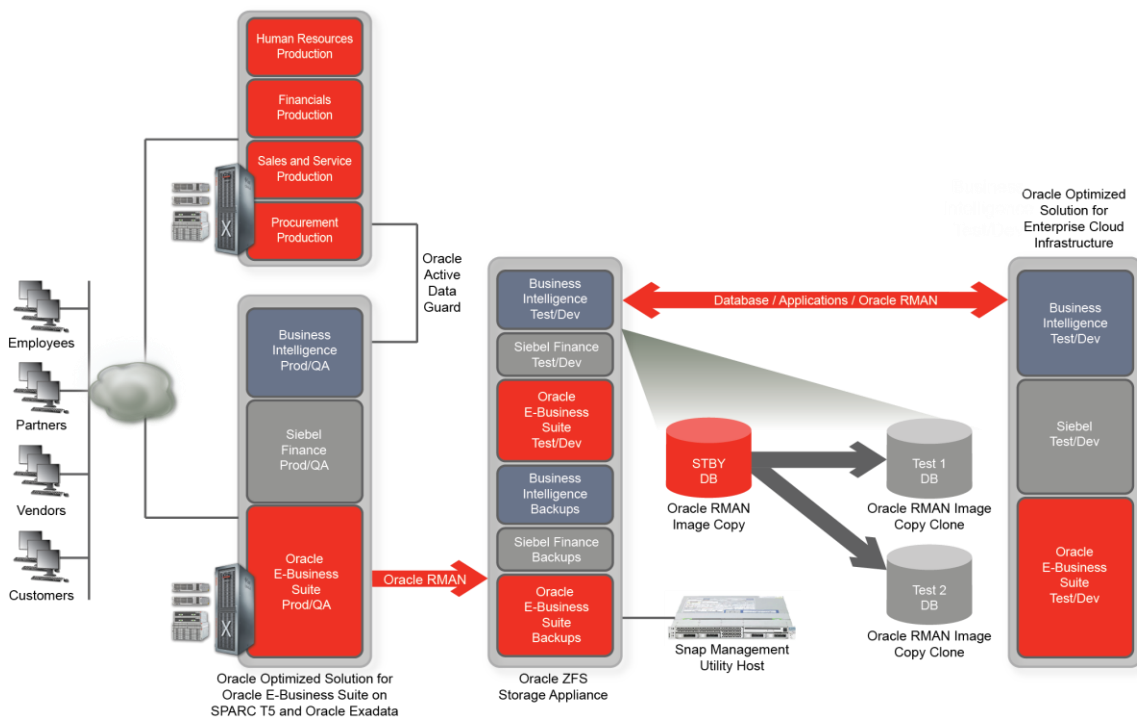 Human Resources
Production
Financials
Production
Sales and Service
Production
Procurement
Production
X
Oracle
Active
Data
Guard
Employees
Partners
Vendors
Customers
Business
Intelligence
Prod/QA
Siebel
Finance
Prod/QA
Oracle
E-Business
Suite
Prod/QA
X
Oracle Optimized Solution for
Oracle E-Business Suite on
SPARC T5 and Oracle Exadata
Oracle RMAN
Business
Intelligence
Test/Dev
Siebel Finance
Test/Dev
Oracle
E-Business
Suite
Test/Dev
Business
Intelligence
Backups
Siebel Finance
Backups
Oracle
E-Business
Suite
Backups
Oracle ZFS
Storage Appliance
Database / Applications / Oracle RMAN
STBY
DB
Oracle RMAN
Image Copy
Test 1
DB
Oracle RMAN Image
Copy Clone
Test 2
DB
Oracle RMAN Image
Copy Clone
Snap Management
Utility Host
Oracle Optimized
Solution for
Enterprise Cloud
Infrastructure
Business
Intelligence
Test/Dev
Siebel
Test/Dev
Oracle
E-Business
Suite
Test/Dev